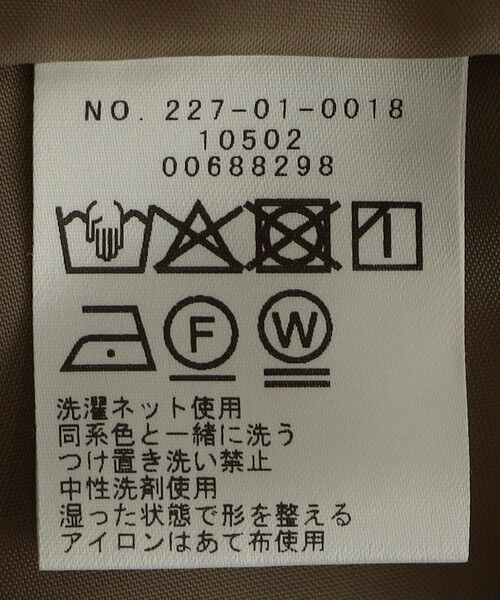 NO. 227-01-0018
10502
00688298
F W
洗濯ネット使用
同系色と一緒に洗う
つけ置き洗い禁止
中性洗剤使用
湿った状態で形を整える
アイロンはあて布使用